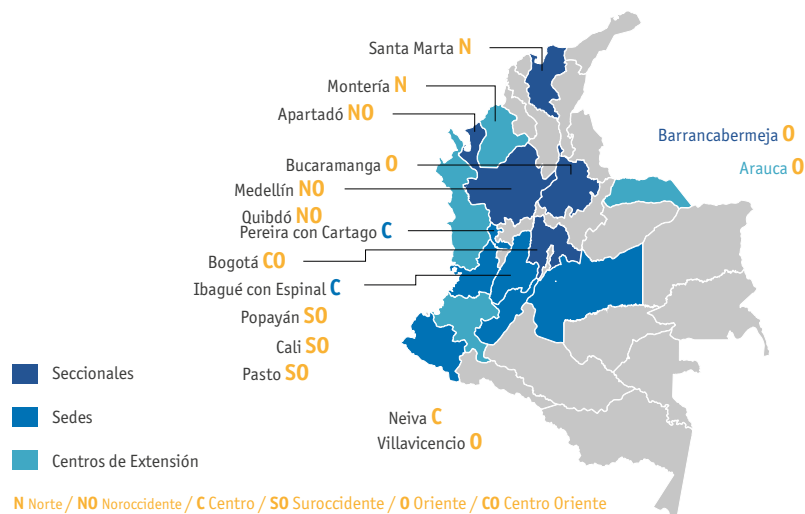 Santa Marta N
Montería N
Apartadó NO
Barrancabermeja O
Bucaramanga O
Arauca O
Medellín NO
Quibdó NO
Pereira con Cartago C
Bogotá CO
Ibagué con Espinal C
Popayán SO
Cali SO
Pasto SO
Seccionales
Sedes
Centros de Extensión
Neiva C
Villavicencio O
N Norte / NO Noroccidente / C Centro / SO Suroccidente / O Oriente / CO Centro Oriente